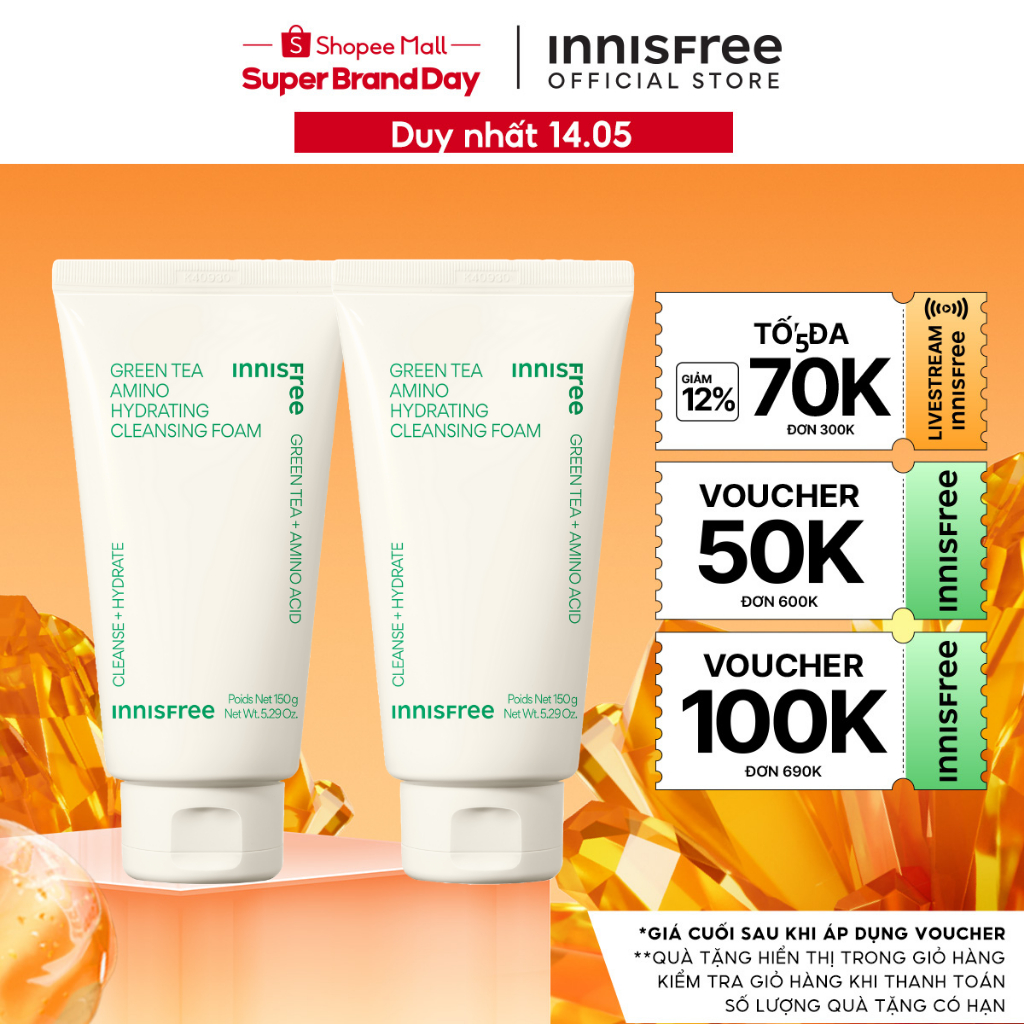 Shopee Mall
Super Brand Day
INNISFree
OFFICIAL STORE
Duy nhất 14.05
GREEN TEA
AMINO
HYDRATING
CLEANSING FOAM
INNISFree
GREEN TEA + AMINO ACID
CLEANSE + HYDRATE
Poids Net 150 g
Net Wt. 5.29 Oz.
INNISFree
GREEN TEA
AMINO
HYDRATING
CLEANSING FOAM
INNISFree
GREEN TEA + AMINO ACID
CLEANSE + HYDRATE
Poids Net 150 g
Net Wt. 5.29 Oz.
INNISFree
GIẢM
12%
70K
ĐƠN 300K
LIVESTREAM
INNISFree
VOUCHER
50K
ĐƠN 600K
INNISFree
VOUCHER
100K
ĐƠN 690K
INNISFree
*GIÁ CUỐI SAU KHI ÁP DỤNG VOUCHER
**QUÀ TẶNG HIỂN THỊ TRONG GIỎ HÀNG
KIỂM TRA GIỎ HÀNG KHI THANH TOÁN
SỐ LƯỢNG QUÀ TẶNG CÓ HẠN